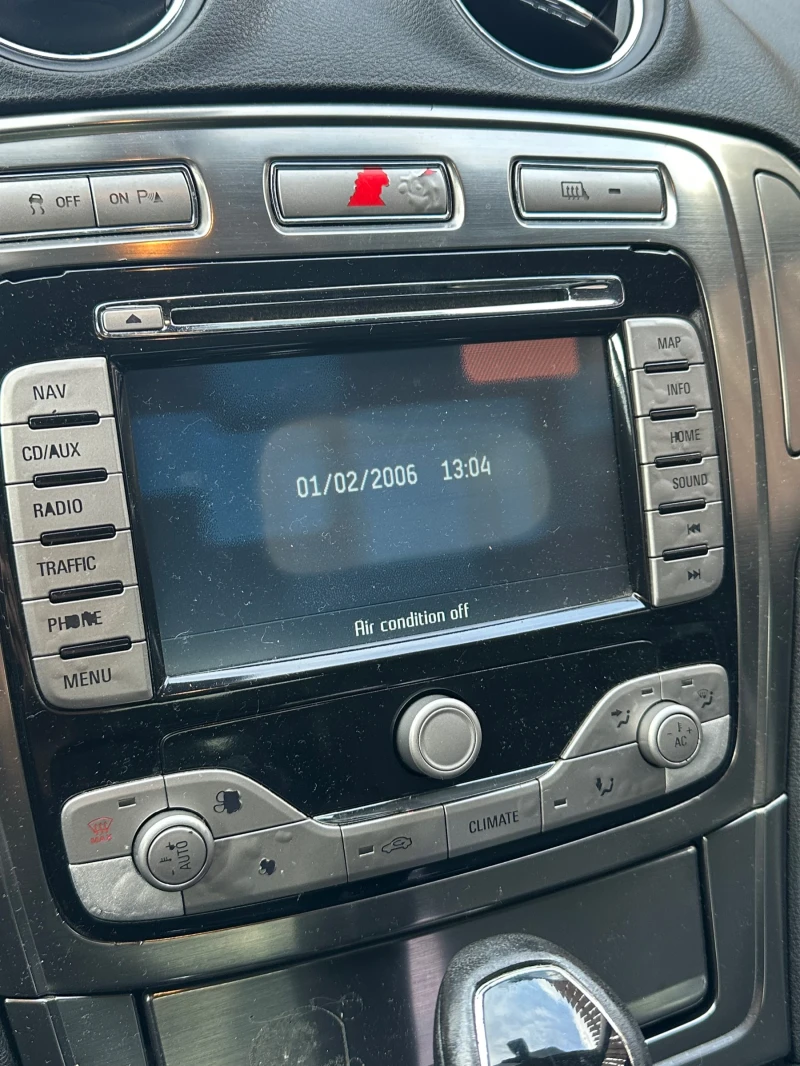 OFF ON P
NAV
CD/AUX
RADIO
TRAFFIC
PHONE
MENU
01/02/2006 13:04
Air condition off
MAP
INFO
HOME
SOUND
AUTO
CLIMATE
AC